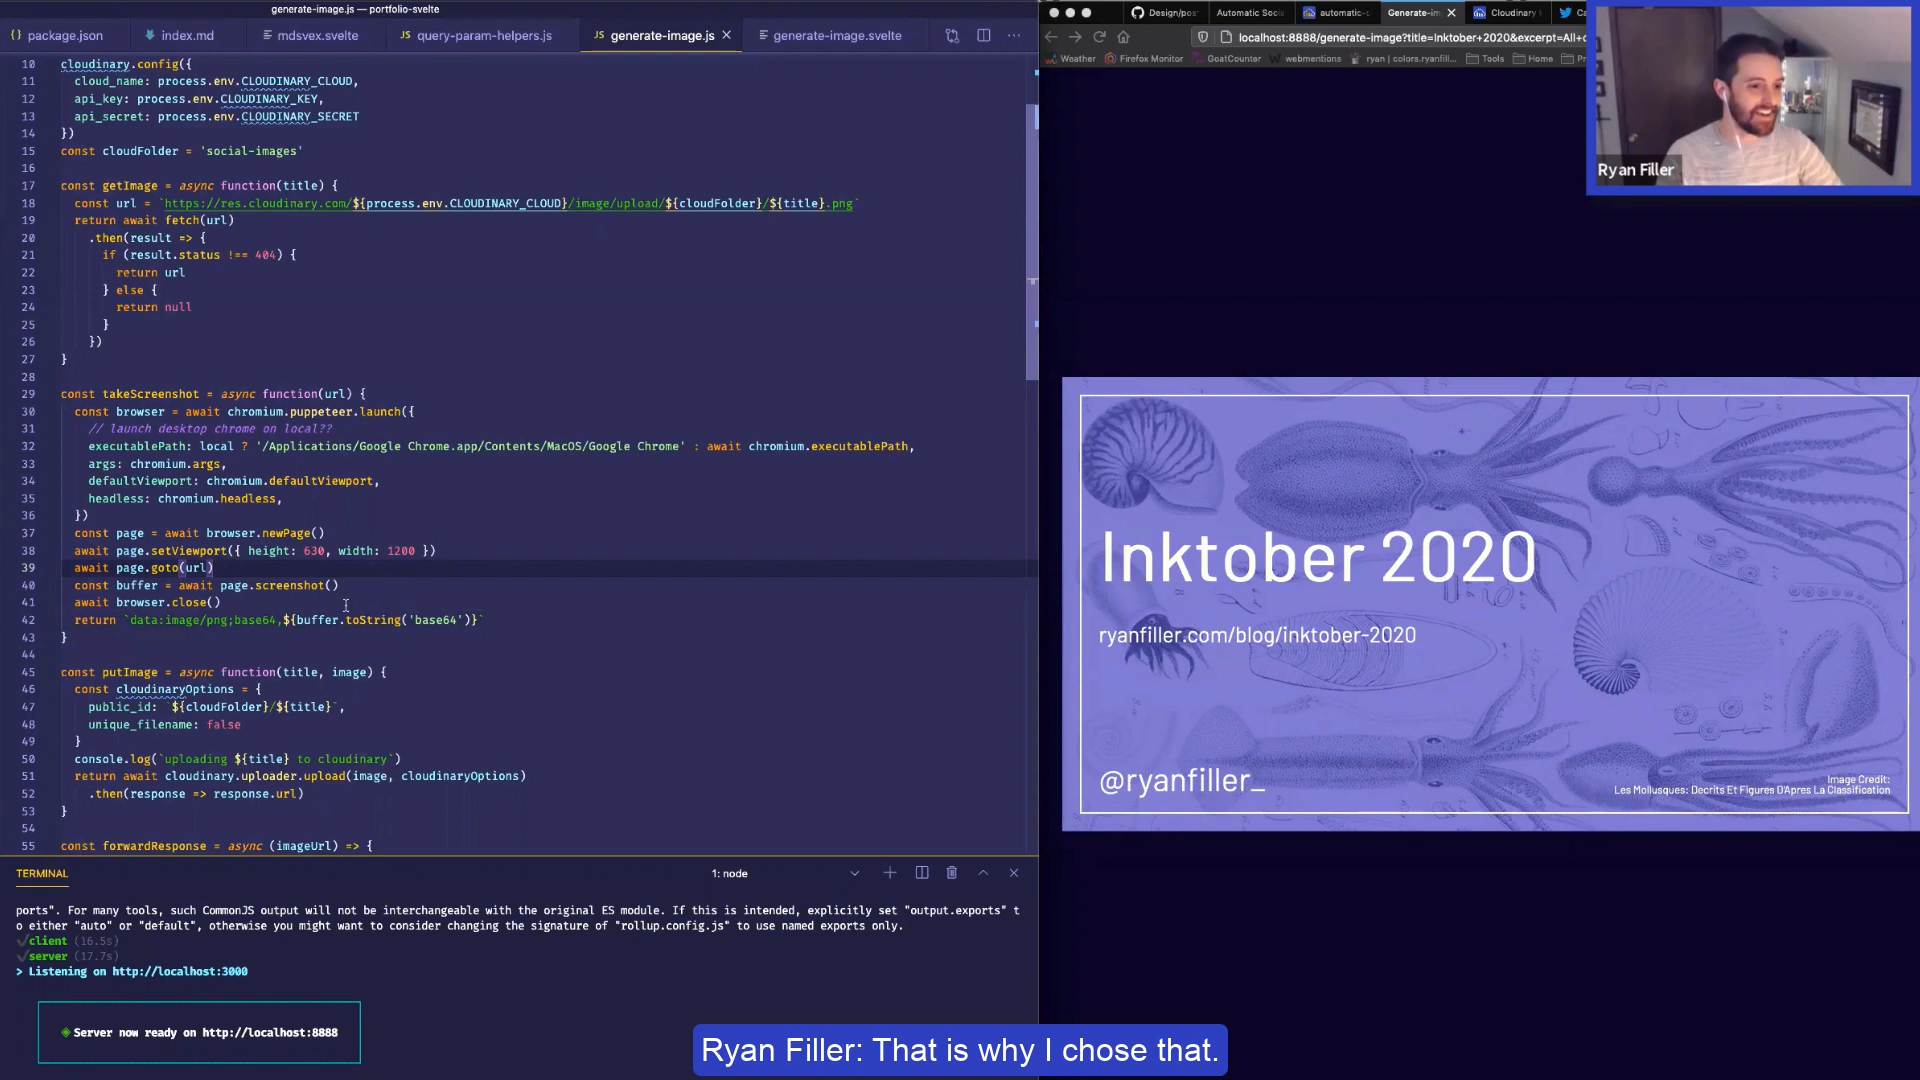 generate-image.js — portfolio-svelte
{} package.json
index.md
mdsvex.svelte
JS query-param-helpers.js
JS generate-image.js
generate-image.svelte
10 cloudinary.config({
11 cloud_name: process.env.CLOUDINARY_CLOUD,
12 api_key: process.env.CLOUDINARY_KEY,
13 api_secret: process.env.CLOUDINARY_SECRET
14 })
15 const cloudFolder = 'social-images'
16
17 const getImage = async function(title) {
18 const url = `https://res.cloudinary.com/${process.env.CLOUDINARY_CLOUD}/image/upload/${cloudFolder}/${title}.png`
19 return await fetch(url)
20 .then(result => {
21 if (result.status !== 404) {
22 return url
23 } else {
24 return null
25 }
26 })
27 }
28
29 const takeScreenshot = async function(url) {
30 const browser = await chromium.puppeteer.launch({
31 // launch desktop chrome on local??
32 executablePath: local ? '/Applications/Google Chrome.app/Contents/MacOS/Google Chrome' : await chromium.executablePath,
33 args: chromium.args,
34 defaultViewport: chromium.defaultViewport,
35 headless: chromium.headless,
36 })
37 const page = await browser.newPage()
38 await page.setViewport({ height: 630, width: 1200 })
39 await page.goto(url)
40 const buffer = await page.screenshot()
41 await browser.close()
42 return `data:image/png;base64,${buffer.toString('base64')}`
43 }
44
45 const putImage = async function(title, image) {
46 const cloudinaryOptions = {
47 public_id: `${cloudFolder}/${title}`,
48 unique_filename: false
49 }
50 console.log(`uploading ${title} to cloudinary`)
51 return await cloudinary.uploader.upload(image, cloudinaryOptions)
52 .then(response => response.url)
53 }
54
55 const forwardResponse = async (imageUrl) => {
TERMINAL
1: node
ports". For many tools, such CommonJS output will not be interchangeable with the original ES module. If this is intended, explicitly set "output.exports" t
o either "auto" or "default", otherwise you might want to consider changing the signature of "rollup.config.js" to use named exports only.
✓client (16.5s)
✓server (17.7s)
> Listening on http://localhost:3000
◈Server now ready on http://localhost:8888
Design/pos
Automatic Soci
automatic-
Generate-im
Cloudinary
Ca
localhost:8888/generate-image?title=Inktober+2020&excerpt=All+
Weather
Firefox Monitor
GoatCounter
webmentions
ryan | colors.ryanfill...
Tools
Home
Ryan Filler
Inktober 2020
ryanfiller.com/blog/inktober-2020
@ryanfiller_
Image Credit:
Les Mollusques: Decrits Et Figures D'Apres La Classification
Ryan Filler: That is why I chose that.